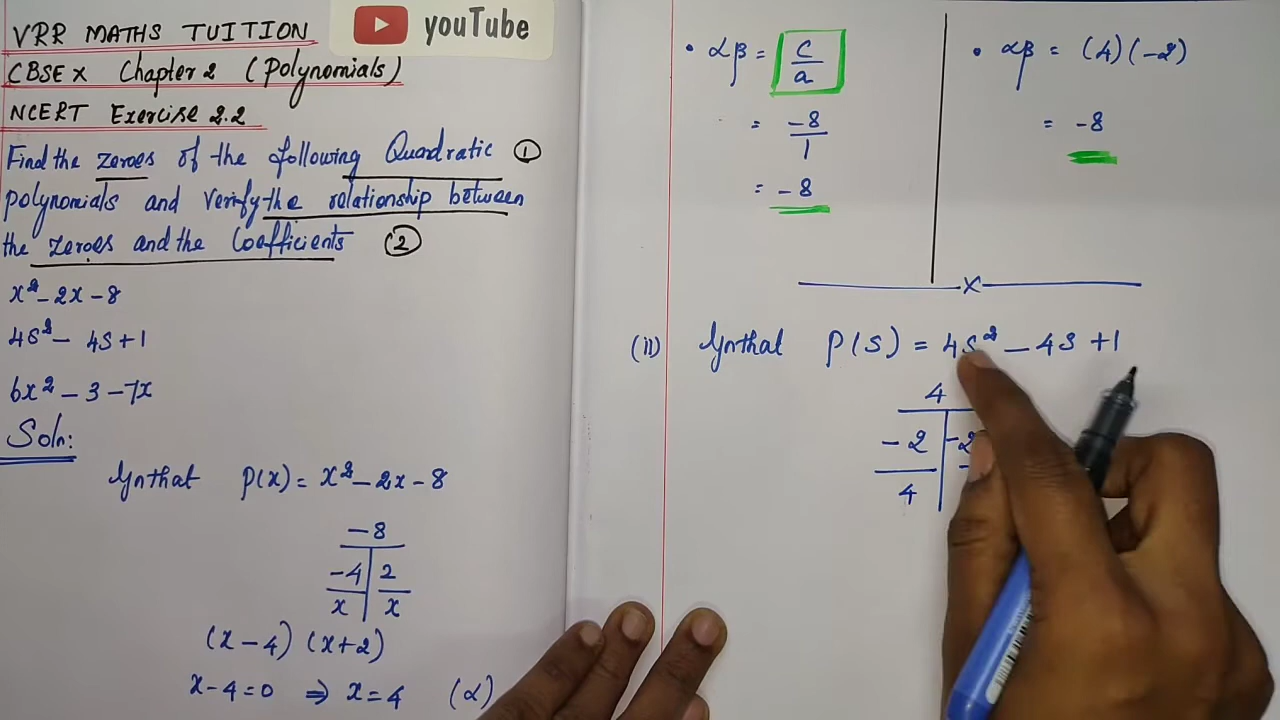 VRR MATHS TUITION
YouTube
CBSE X Chapter 2 (Polynomials)
NCERT Exercise 2.2
Find the zeroes of the following Quadratic ①
polynomials and verify the relationship between
the zeroes and the Coefficients ②
x² - 2x - 8
4s² - 4s + 1
6x² - 3 - 7x
Soln:
Gn that P(x) = x² - 2x - 8
-8
-4 | 2
x | x
(x - 4) (x + 2)
x - 4 = 0 ⇒ x = 4 (α)
• αβ = c/a
= -8/1
= -8
• αβ = (4)(-2)
= -8
x
(ii) Gn that P(S) = 4s² - 4s + 1
4
-2 | -2
4